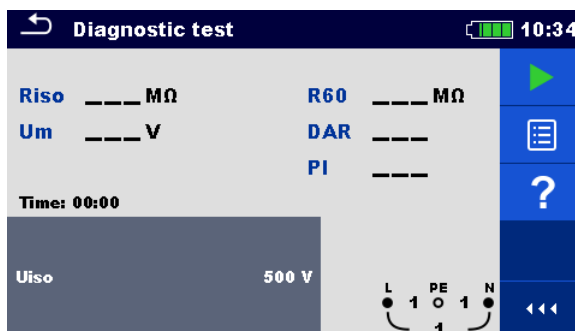 Diagnostic test 10:34
Riso ___MΩ R60 ___MΩ
Um ___V DAR ___
PI ___
Time: 00:00
?
Uiso 500 V
L PE N
1 1
1